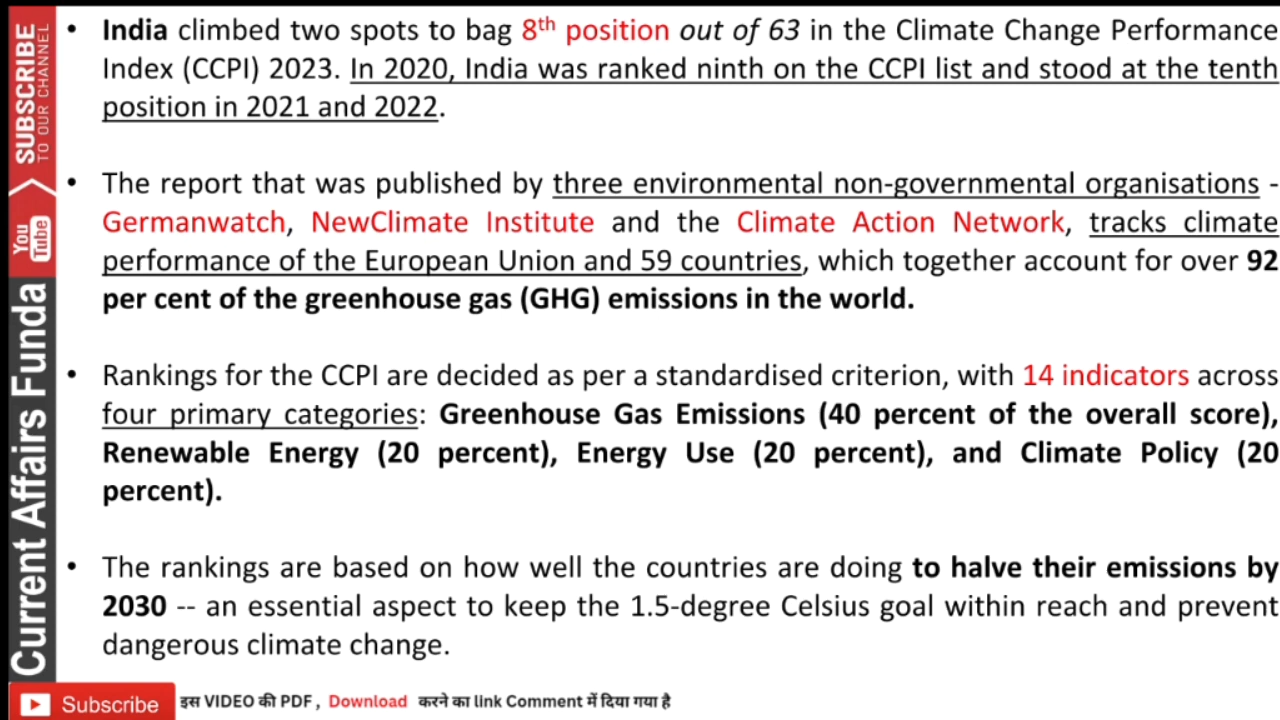 • India climbed two spots to bag 8th position out of 63 in the Climate Change Performance
Index (CCPI) 2023. In 2020, India was ranked ninth on the CCPI list and stood at the tenth
position in 2021 and 2022.
• The report that was published by three environmental non-governmental organisations -
Germanwatch, NewClimate Institute and the Climate Action Network, tracks climate
performance of the European Union and 59 countries, which together account for over 92
per cent of the greenhouse gas (GHG) emissions in the world.
• Rankings for the CCPI are decided as per a standardised criterion, with 14 indicators across
four primary categories: Greenhouse Gas Emissions (40 percent of the overall score),
Renewable Energy (20 percent), Energy Use (20 percent), and Climate Policy (20
percent).
• The rankings are based on how well the countries are doing to halve their emissions by
2030 -- an essential aspect to keep the 1.5-degree Celsius goal within reach and prevent
dangerous climate change.
SUBSCRIBE
TO OUR CHANNEL
You
Tube
Current Affairs Funda
Subscribe
इस VIDEO की PDF , Download करने का link Comment में दिया गया है